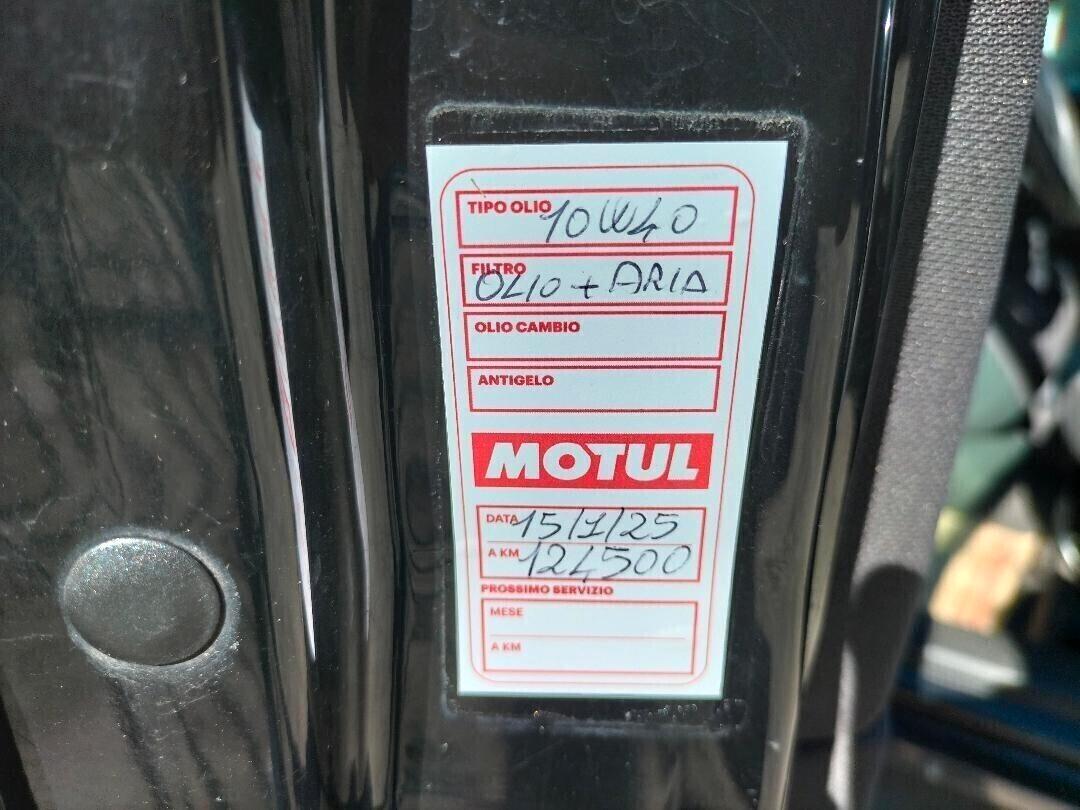 TIPO OLIO 10W40
FILTRO
OLIO + ARIA
OLIO CAMBIO
ANTIGELO
MOTUL
DATA 15/1/25
A KM 124500
PROSSIMO SERVIZIO
MESE
A KM